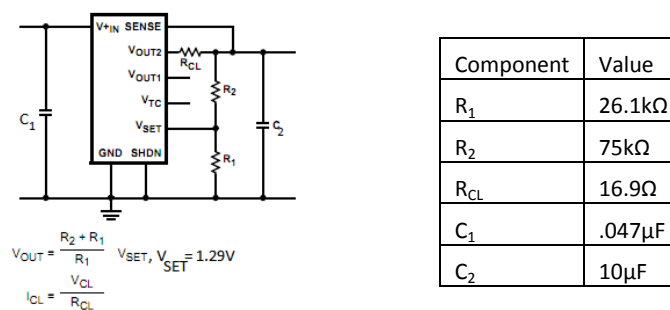 V+IN SENSE
VOUT2
RCL
VOUT1
R2
VTC
C1
VSET
C2
R1
GND SHDN
VOUT = R2 + R1 / R1 VSET, VSET = 1.29V
ICL = VCL / RCL
Component Value
R1 26.1kΩ
R2 75kΩ
RCL 16.9Ω
C1 .047µF
C2 10µF